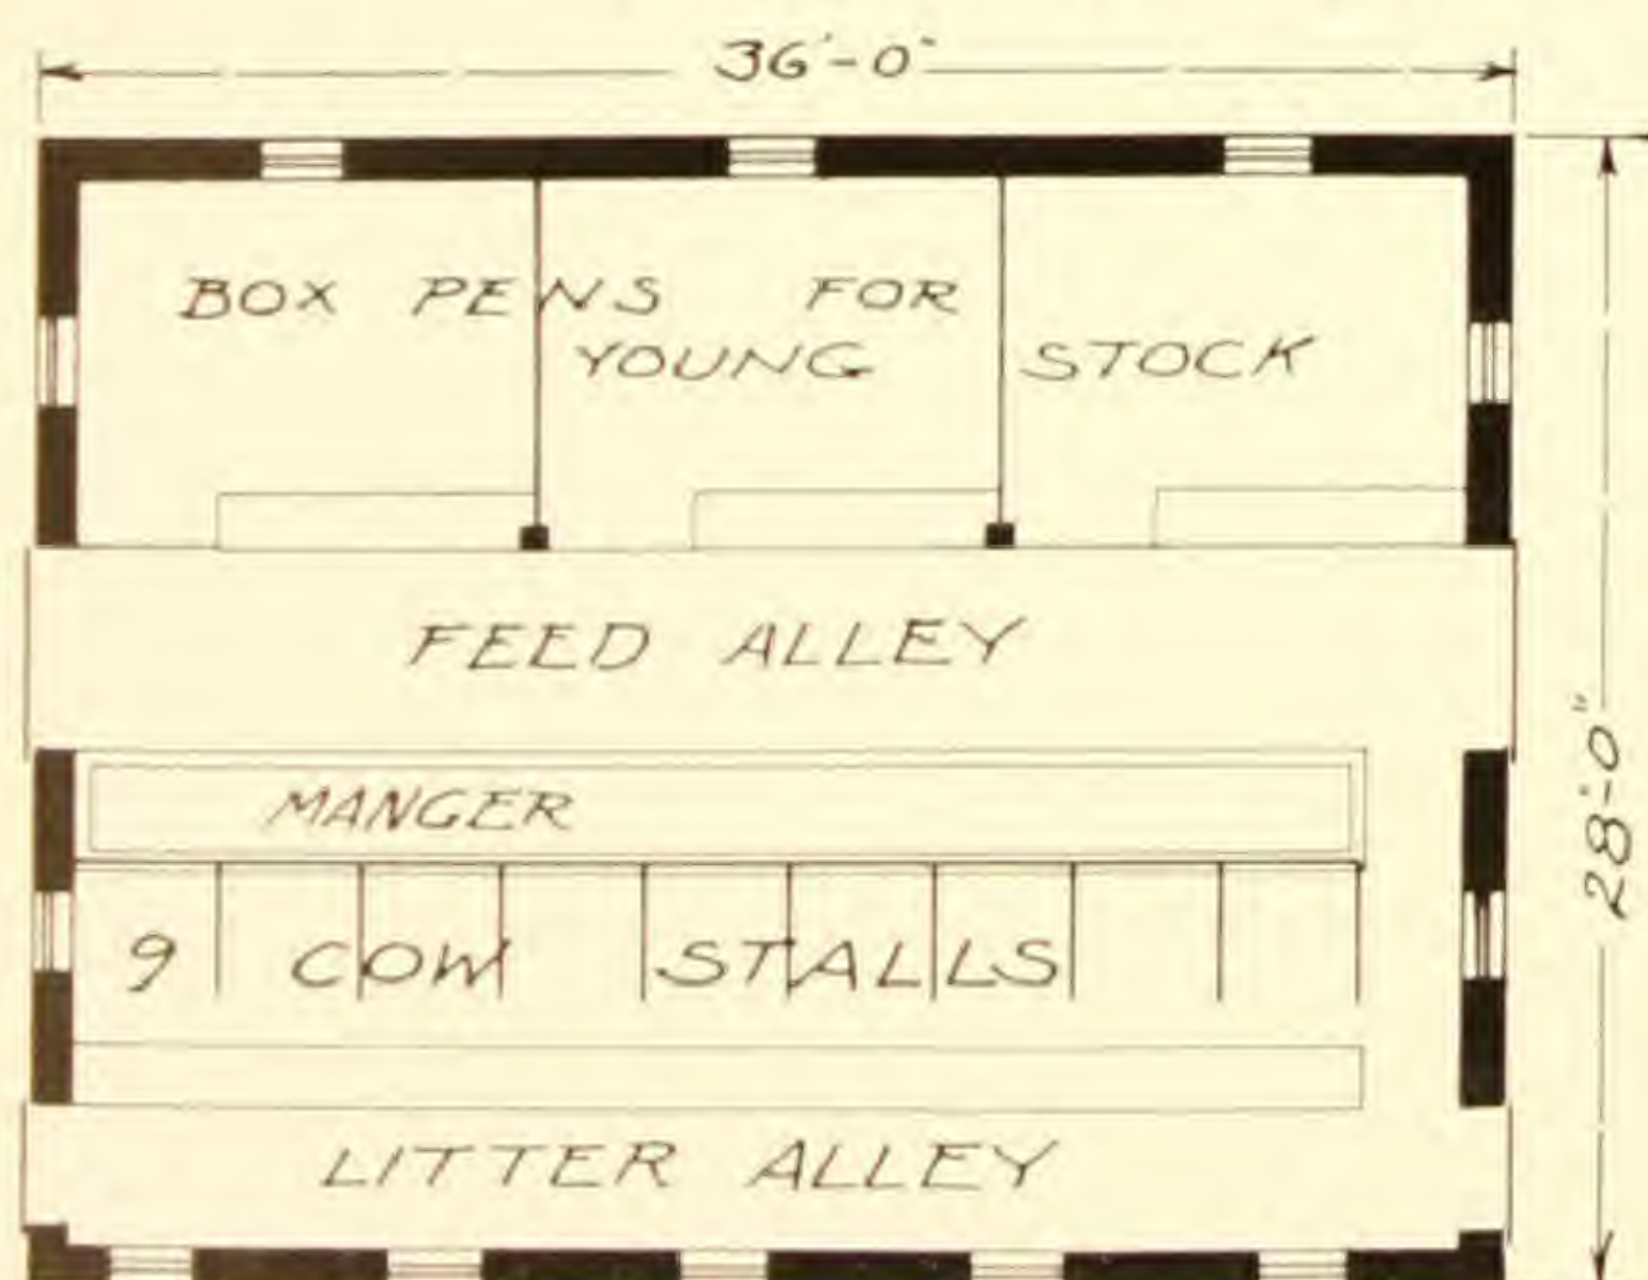 36'-0"
BOX PENS FOR
YOUNG STOCK
FEED ALLEY
MANGER
9 COW STALLS
LITTER ALLEY
28'-0"